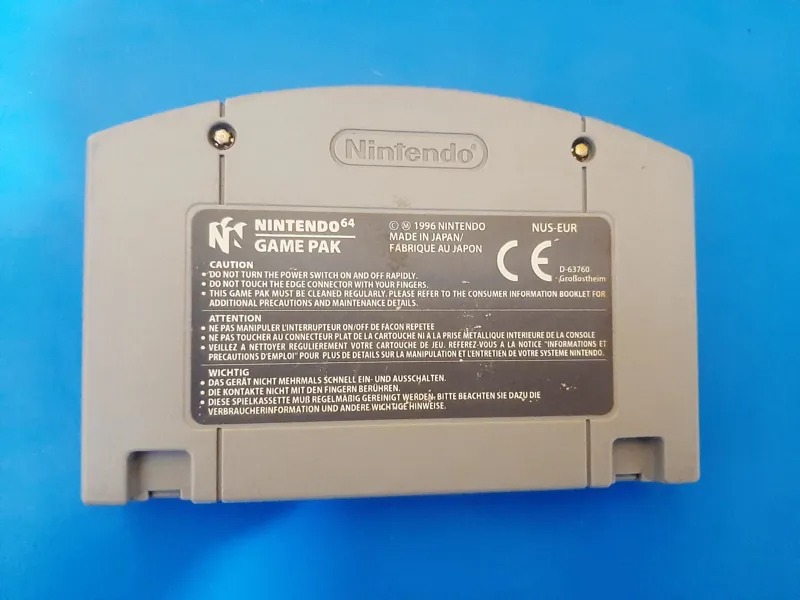 Nintendo®
NINTENDO⁶⁴
GAME PAK
© Ⓜ 1996 NINTENDO
MADE IN JAPAN/
FABRIQUE AU JAPON
NUS-EUR
CE
D-63760
Großostheim
CAUTION
• DO NOT TURN THE POWER SWITCH ON AND OFF RAPIDLY.
• DO NOT TOUCH THE EDGE CONNECTOR WITH YOUR FINGERS.
• THIS GAME PAK MUST BE CLEANED REGULARLY. PLEASE REFER TO THE CONSUMER INFORMATION BOOKLET FOR
ADDITIONAL PRECAUTIONS AND MAINTENANCE DETAILS.
ATTENTION
• NE PAS MANIPULER L'INTERRUPTEUR ON/OFF DE FACON REPETEE
• NE PAS TOUCHER AU CONNECTEUR PLAT DE LA CARTOUCHE NI A LA PRISE METALLIQUE INTERIEURE DE LA CONSOLE
• VEILLEZ A NETTOYER REGULIEREMENT VOTRE CARTOUCHE DE JEU. REFEREZ-VOUS A LA NOTICE "INFORMATIONS ET
PRECAUTIONS D'EMPLOI" POUR PLUS DE DETAILS SUR LA MANIPULATION ET L'ENTRETIEN DE VOTRE SYSTEME NINTENDO.
WICHTIG
• DAS GERÄT NICHT MEHRMALS SCHNELL EIN- UND AUSSCHALTEN.
• DIE KONTAKTE NICHT MIT DEN FINGERN BERÜHREN.
• DIESE SPIELKASSETTE MUß REGELMÄßIG GEREINIGT WERDEN. BITTE BEACHTEN SIE DAZU DIE
VERBRAUCHERINFORMATION UND ANDERE WICHTIGE HINWEISE.